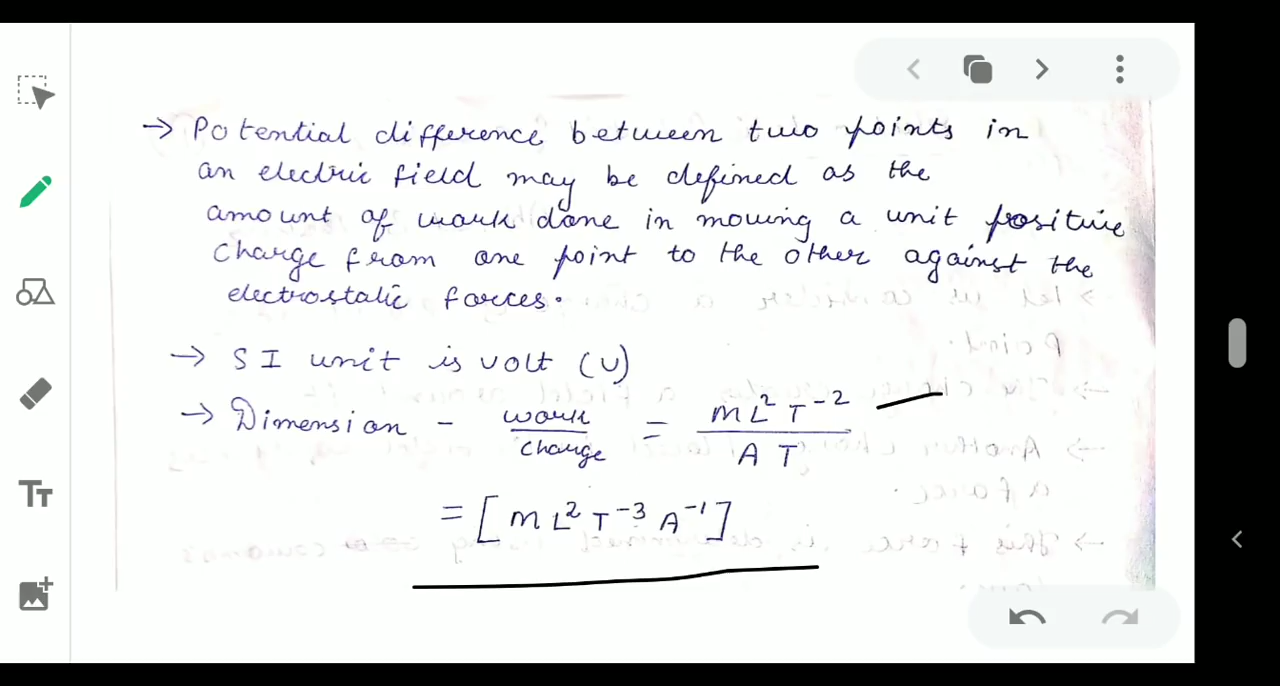 → Potential difference between two points in
an electric field may be defined as the
amount of work done in moving a unit positive
charge from one point to the other against the
electrostatic forces.
→ SI unit is volt (V)
→ Dimension - work/charge = ML²T⁻²/AT
= [ML²T⁻³A⁻¹]
Tт